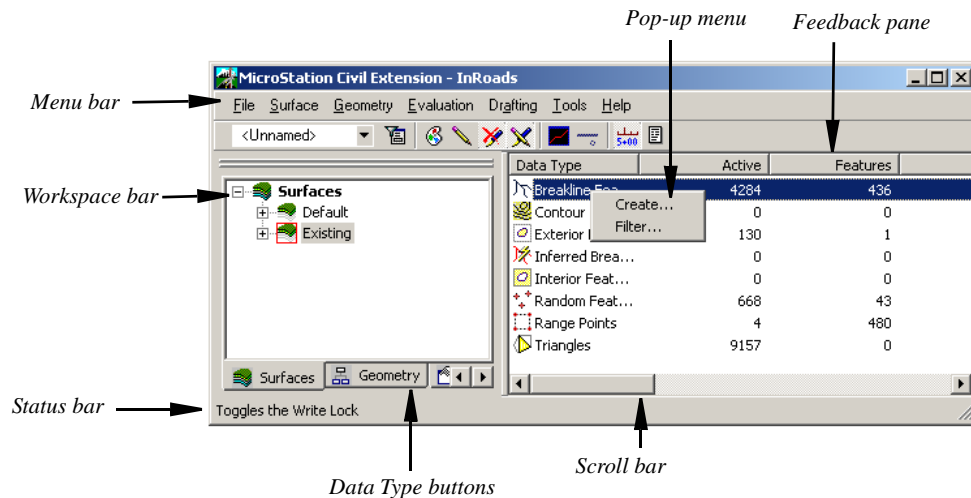 Pop-up menu
Feedback pane
MicroStation Civil Extension - InRoads
Menu bar
File Surface Geometry Evaluation Drafting Tools Help
<Unnamed>
5+00
Data Type Active Features
Workspace bar
Surfaces
Default
Existing
Breakline Fea... 4284 436
Create...
Filter...
Contour 0 0
Exterior 130 1
Inferred Brea... 0 0
Interior Feat... 0 0
Random Feat... 668 43
Range Points 4 480
Triangles 9157 0
Surfaces Geometry
Status bar
Toggles the Write Lock
Scroll bar
Data Type buttons